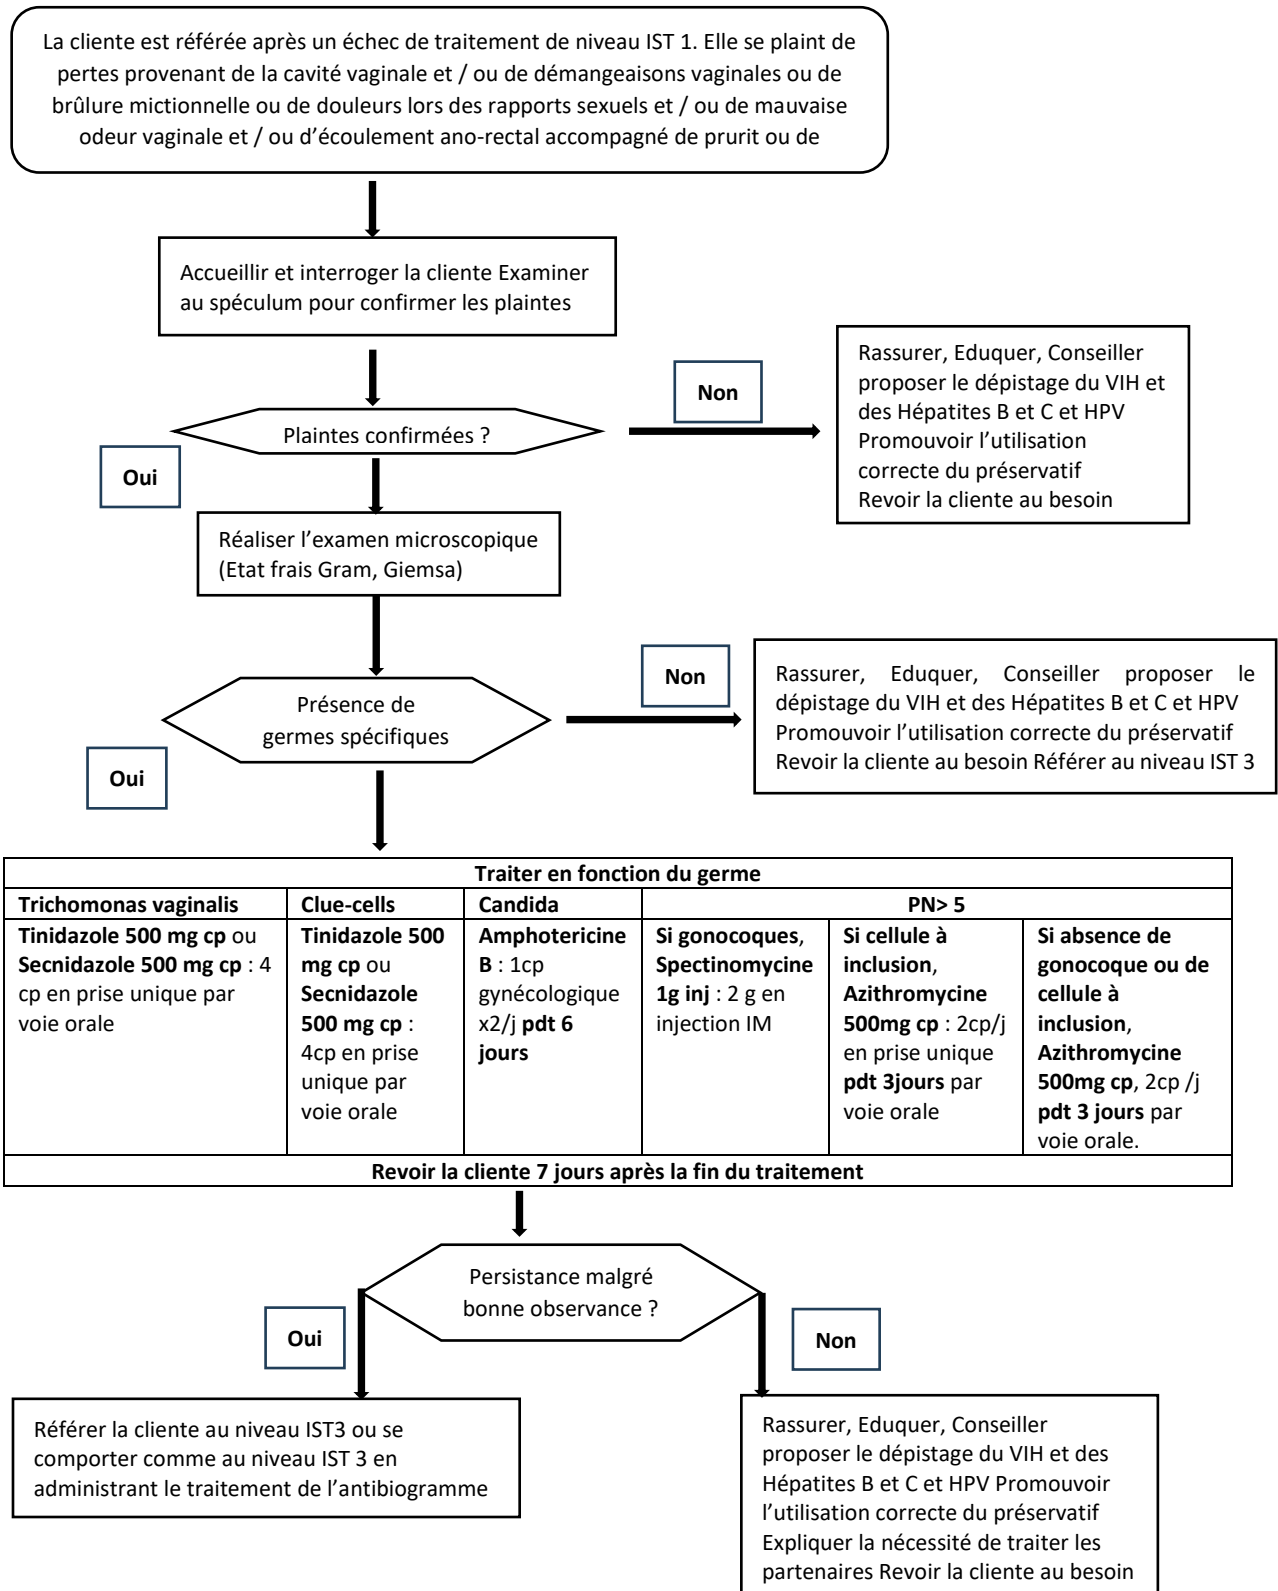 La cliente est référée après un échec de traitement de niveau IST 1. Elle se plaint de
pertes provenant de la cavité vaginale et / ou de démangeaisons vaginales ou de
brûlure mictionnelle ou de douleurs lors des rapports sexuels et / ou de mauvaise
odeur vaginale et / ou d’écoulement ano-rectal accompagné de prurit ou de
Accueillir et interroger la cliente Examiner
au spéculum pour confirmer les plaintes
Plaintes confirmées ?
Non
Rassurer, Eduquer, Conseiller
proposer le dépistage du VIH et
des Hépatites B et C et HPV
Promouvoir l’utilisation
correcte du préservatif
Revoir la cliente au besoin
Oui
Réaliser l’examen microscopique
(Etat frais Gram, Giemsa)
Présence de
germes spécifiques
Non
Rassurer, Eduquer, Conseiller proposer le
dépistage du VIH et des Hépatites B et C et HPV
Promouvoir l’utilisation correcte du préservatif
Revoir la cliente au besoin Référer au niveau IST 3
Oui
Traiter en fonction du germe
Trichomonas vaginalis
Tinidazole 500 mg cp ou
Secnidazole 500 mg cp : 4
cp en prise unique par
voie orale
Clue-cells
Tinidazole 500
mg cp ou
Secnidazole
500 mg cp :
4cp en prise
unique par
voie orale
Candida
Amphotericine
B : 1cp
gynécologique
x2/j pdt 6
jours
PN> 5
Si gonocoques,
Spectinomycine
1g inj : 2 g en
injection IM
Si cellule à
inclusion,
Azithromycine
500mg cp : 2cp/j
en prise unique
pdt 3jours par
voie orale
Si absence de
gonocoque ou de
cellule à
inclusion,
Azithromycine
500mg cp, 2cp /j
pdt 3 jours par
voie orale.
Revoir la cliente 7 jours après la fin du traitement
Persistance malgré
bonne observance ?
Oui
Non
Référer la cliente au niveau IST3 ou se
comporter comme au niveau IST 3 en
administrant le traitement de l’antibiogramme
Rassurer, Eduquer, Conseiller
proposer le dépistage du VIH et des
Hépatites B et C et HPV Promouvoir
l’utilisation correcte du préservatif
Expliquer la nécessité de traiter les
partenaires Revoir la cliente au besoin